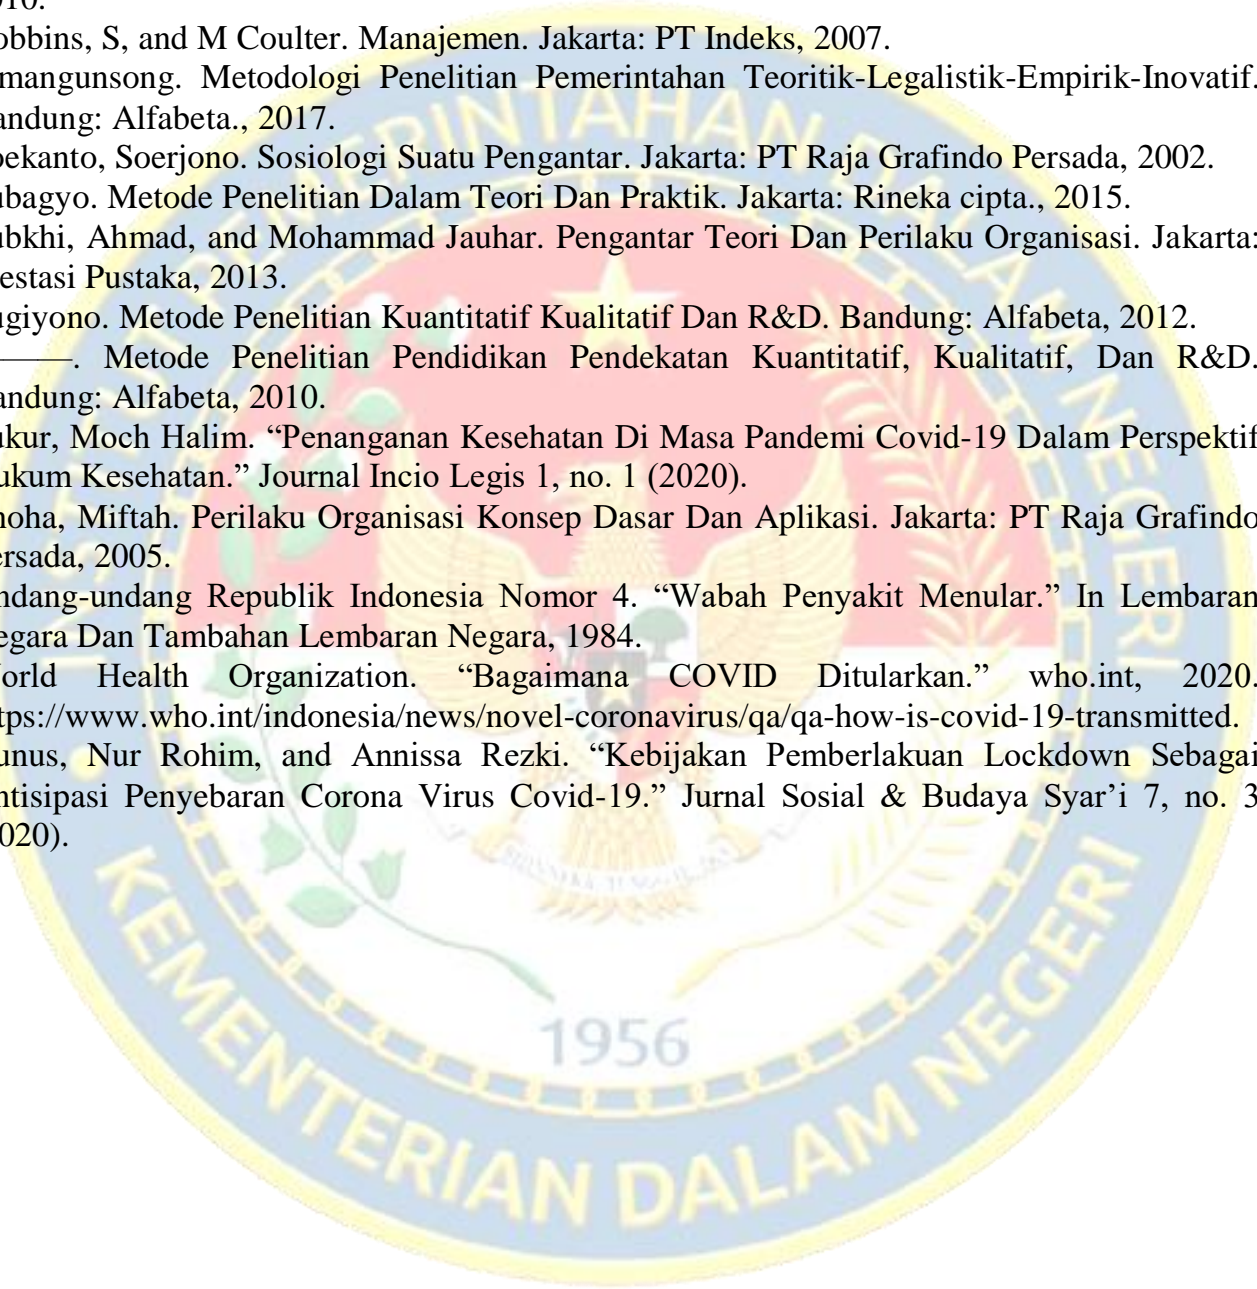 010.
obbins, S, and M Coulter. Manajemen. Jakarta: PT Indeks, 2007.
mangunsong. Metodologi Penelitian Pemerintahan Teoritik-Legalistik-Empirik-Inovatif.
andung: Alfabeta., 2017.
oekanto, Soerjono. Sosiologi Suatu Pengantar. Jakarta: PT Raja Grafindo Persada, 2002.
ubagyo. Metode Penelitian Dalam Teori Dan Praktik. Jakarta: Rineka cipta., 2015.
ubkhi, Ahmad, and Mohammad Jauhar. Pengantar Teori Dan Perilaku Organisasi. Jakarta:
estasi Pustaka, 2013.
ugiyono. Metode Penelitian Kuantitatif Kualitatif Dan R&D. Bandung: Alfabeta, 2012.
———. Metode Penelitian Pendidikan Pendekatan Kuantitatif, Kualitatif, Dan R&D.
andung: Alfabeta, 2010.
ukur, Moch Halim. “Penanganan Kesehatan Di Masa Pandemi Covid-19 Dalam Perspektif
ukum Kesehatan.” Journal Incio Legis 1, no. 1 (2020).
hoha, Miftah. Perilaku Organisasi Konsep Dasar Dan Aplikasi. Jakarta: PT Raja Grafindo
ersada, 2005.
ndang-undang Republik Indonesia Nomor 4. “Wabah Penyakit Menular.” In Lembaran
egara Dan Tambahan Lembaran Negara, 1984.
orld Health Organization. “Bagaimana COVID Ditularkan.” who.int, 2020.
tps://www.who.int/indonesia/news/novel-coronavirus/qa/qa-how-is-covid-19-transmitted.
unus, Nur Rohim, and Annissa Rezki. “Kebijakan Pemberlakuan Lockdown Sebagai
ntisipasi Penyebaran Corona Virus Covid-19.” Jurnal Sosial & Budaya Syar’i 7, no. 3
020).
PEMERINTAHAN DALAM NEGERI
1956
KEMENTERIAN DALAM NEGERI